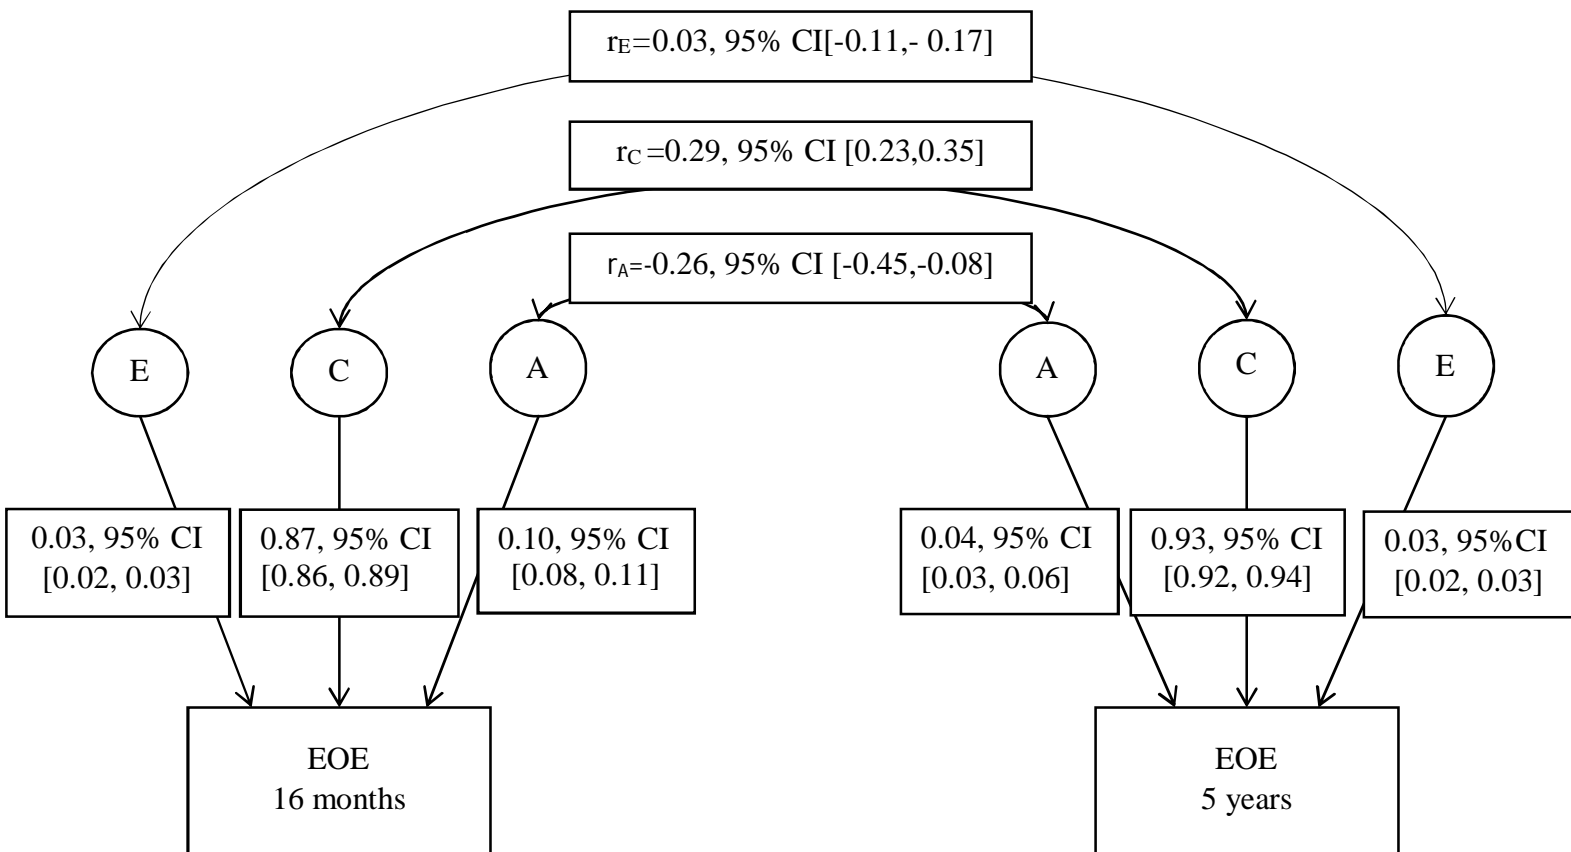 rE=0.03, 95% CI[-0.11,- 0.17]
rC=0.29, 95% CI [0.23,0.35]
rA=-0.26, 95% CI [-0.45,-0.08]
E
C
A
A
C
E
0.03, 95% CI
[0.02, 0.03]
0.87, 95% CI
[0.86, 0.89]
0.10, 95% CI
[0.08, 0.11]
0.04, 95% CI
[0.03, 0.06]
0.93, 95% CI
[0.92, 0.94]
0.03, 95%CI
[0.02, 0.03]
EOE
16 months
EOE
5 years